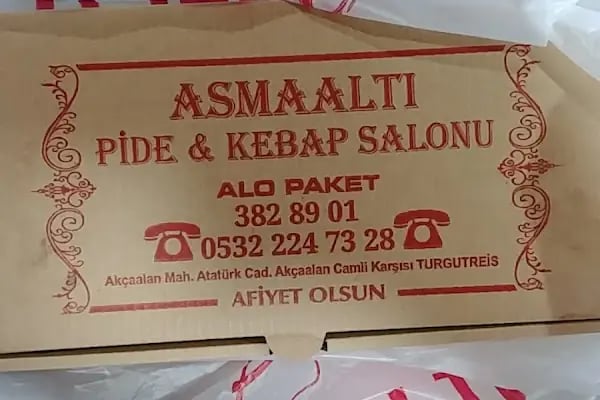 ASMAALTI
PİDE & KEBAP SALONU
ALO PAKET
382 89 01
0532 224 73 28
Akçaalan Mah. Atatürk Cad. Akçaalan Camii Karşısı TURGUTREİS
AFİYET OLSUN